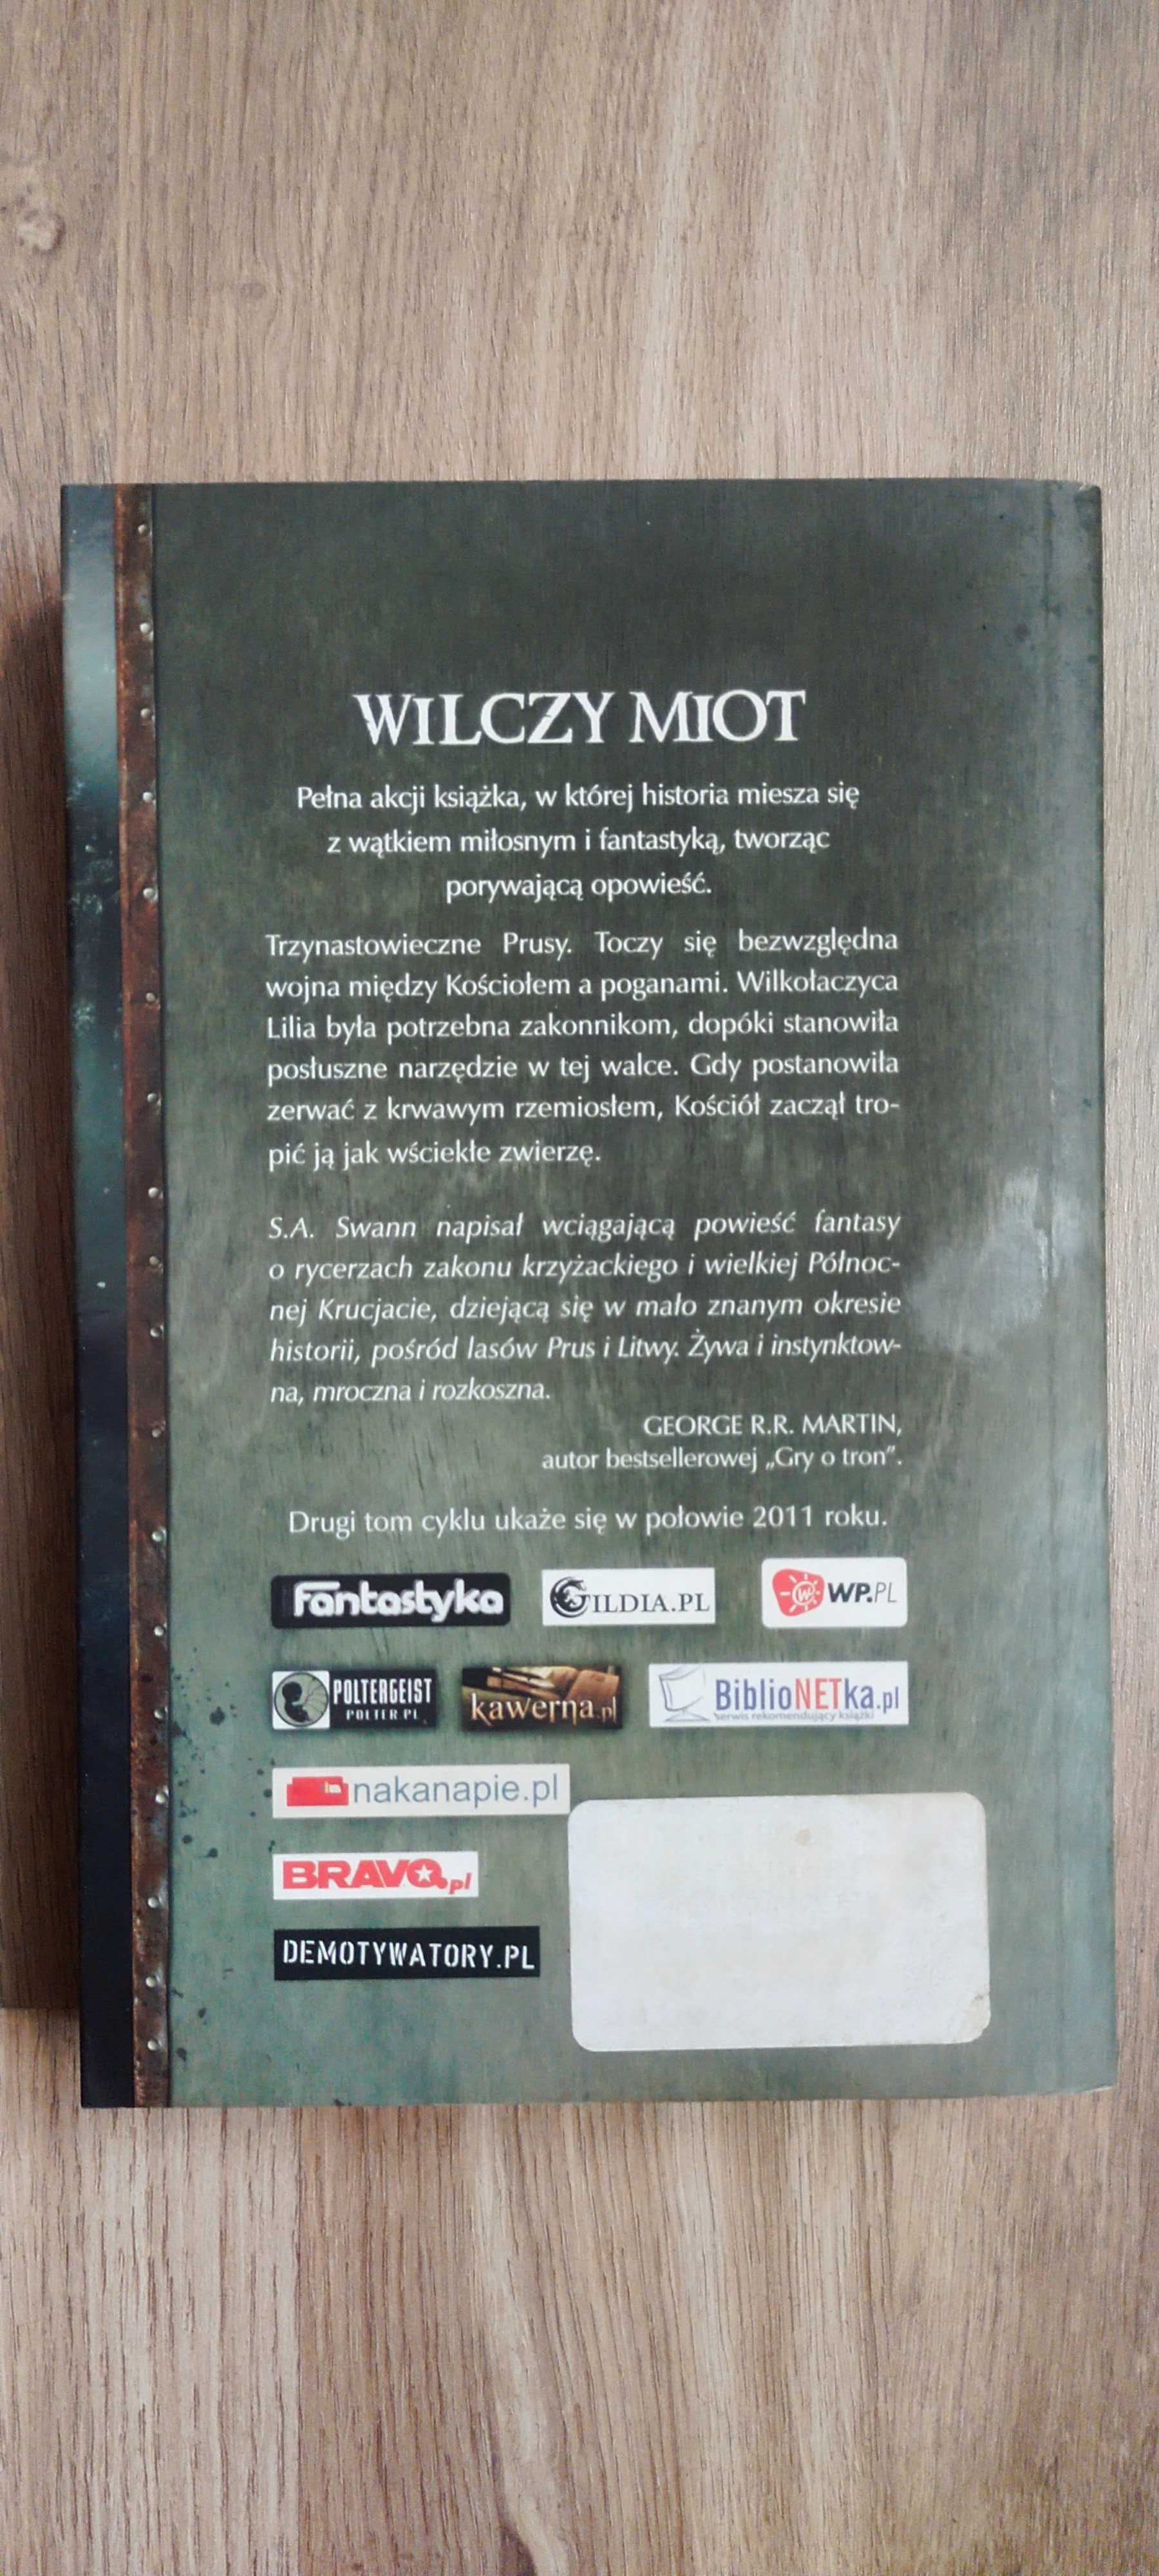 WILCZY MIOT
Pełna akcji książka, w której historia miesza się
z wątkiem miłosnym i fantastyką, tworząc
porywającą opowieść.
Trzynastowieczne Prusy. Toczy się bezwzględna
wojna między Kościołem a poganami. Wilkołaczyca
Lilia była potrzebna zakonnikom, dopóki stanowiła
posłuszne narzędzie w tej walce. Gdy postanowiła
zerwać z krwawym rzemiosłem, Kościół zaczął tro-
pić ją jak wściekłe zwierzę.
S.A. Swann napisał wciągającą powieść fantasy
o rycerzach zakonu krzyżackiego i wielkiej Północ-
nej Krucjacie, dziejącą się w mało znanym okresie
historii, pośród lasów Prus i Litwy. Żywa i instynktow-
na, mroczna i rozkoszna.
GEORGE R.R. MARTIN,
autor bestsellerowej „Gry o tron”.
Drugi tom cyklu ukaże się w połowie 2011 roku.
Fantastyka GILDIA.PL WP.PL
POLTERGEIST kawerna.pl BiblioNETka.pl
POLTER.PL serwis rekomendujący książki
nakanapie.pl
BRAVO.pl
DEMOTYWATORY.PL